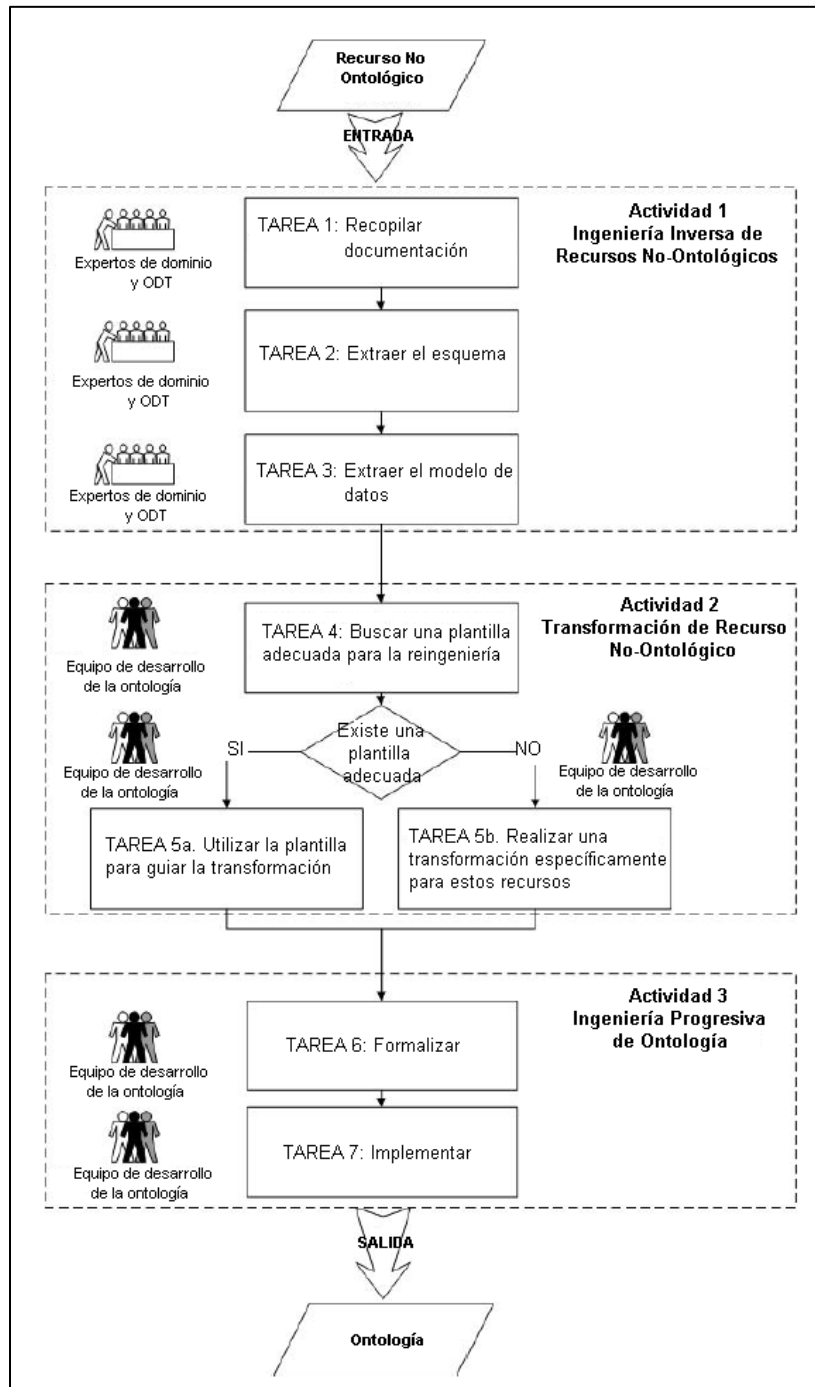 Recurso No
Ontológico
ENTRADA
Actividad 1
Ingeniería Inversa de
Recursos No-Ontológicos
TAREA 1: Recopilar
documentación
Expertos de dominio
y ODT
TAREA 2: Extraer el esquema
Expertos de dominio
y ODT
TAREA 3: Extraer el modelo de
datos
Expertos de dominio
y ODT
Actividad 2
Transformación de Recurso
No-Ontológico
TAREA 4: Buscar una plantilla
adecuada para la reingeniería
Equipo de desarrollo
de la ontología
Existe una
plantilla
adecuada
SI
NO
Equipo de desarrollo
de la ontología
Equipo de desarrollo
de la ontología
TAREA 5a. Utilizar la plantilla
para guiar la transformación
TAREA 5b. Realizar una
transformación específicamente
para estos recursos
Actividad 3
Ingeniería Progresiva
de Ontología
TAREA 6: Formalizar
Equipo de desarrollo
de la ontología
TAREA 7: Implementar
Equipo de desarrollo
de la ontología
SALIDA
Ontología